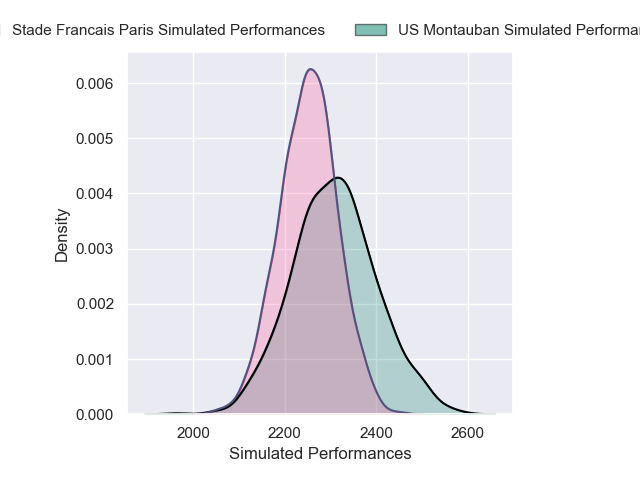 Stade Francais Paris Simulated Performances
US Montauban Simulated
0.006
0.005
0.004
0.003
0.002
0.001
0.000
Density
2000 2200 2400 2600
Simulated Performances